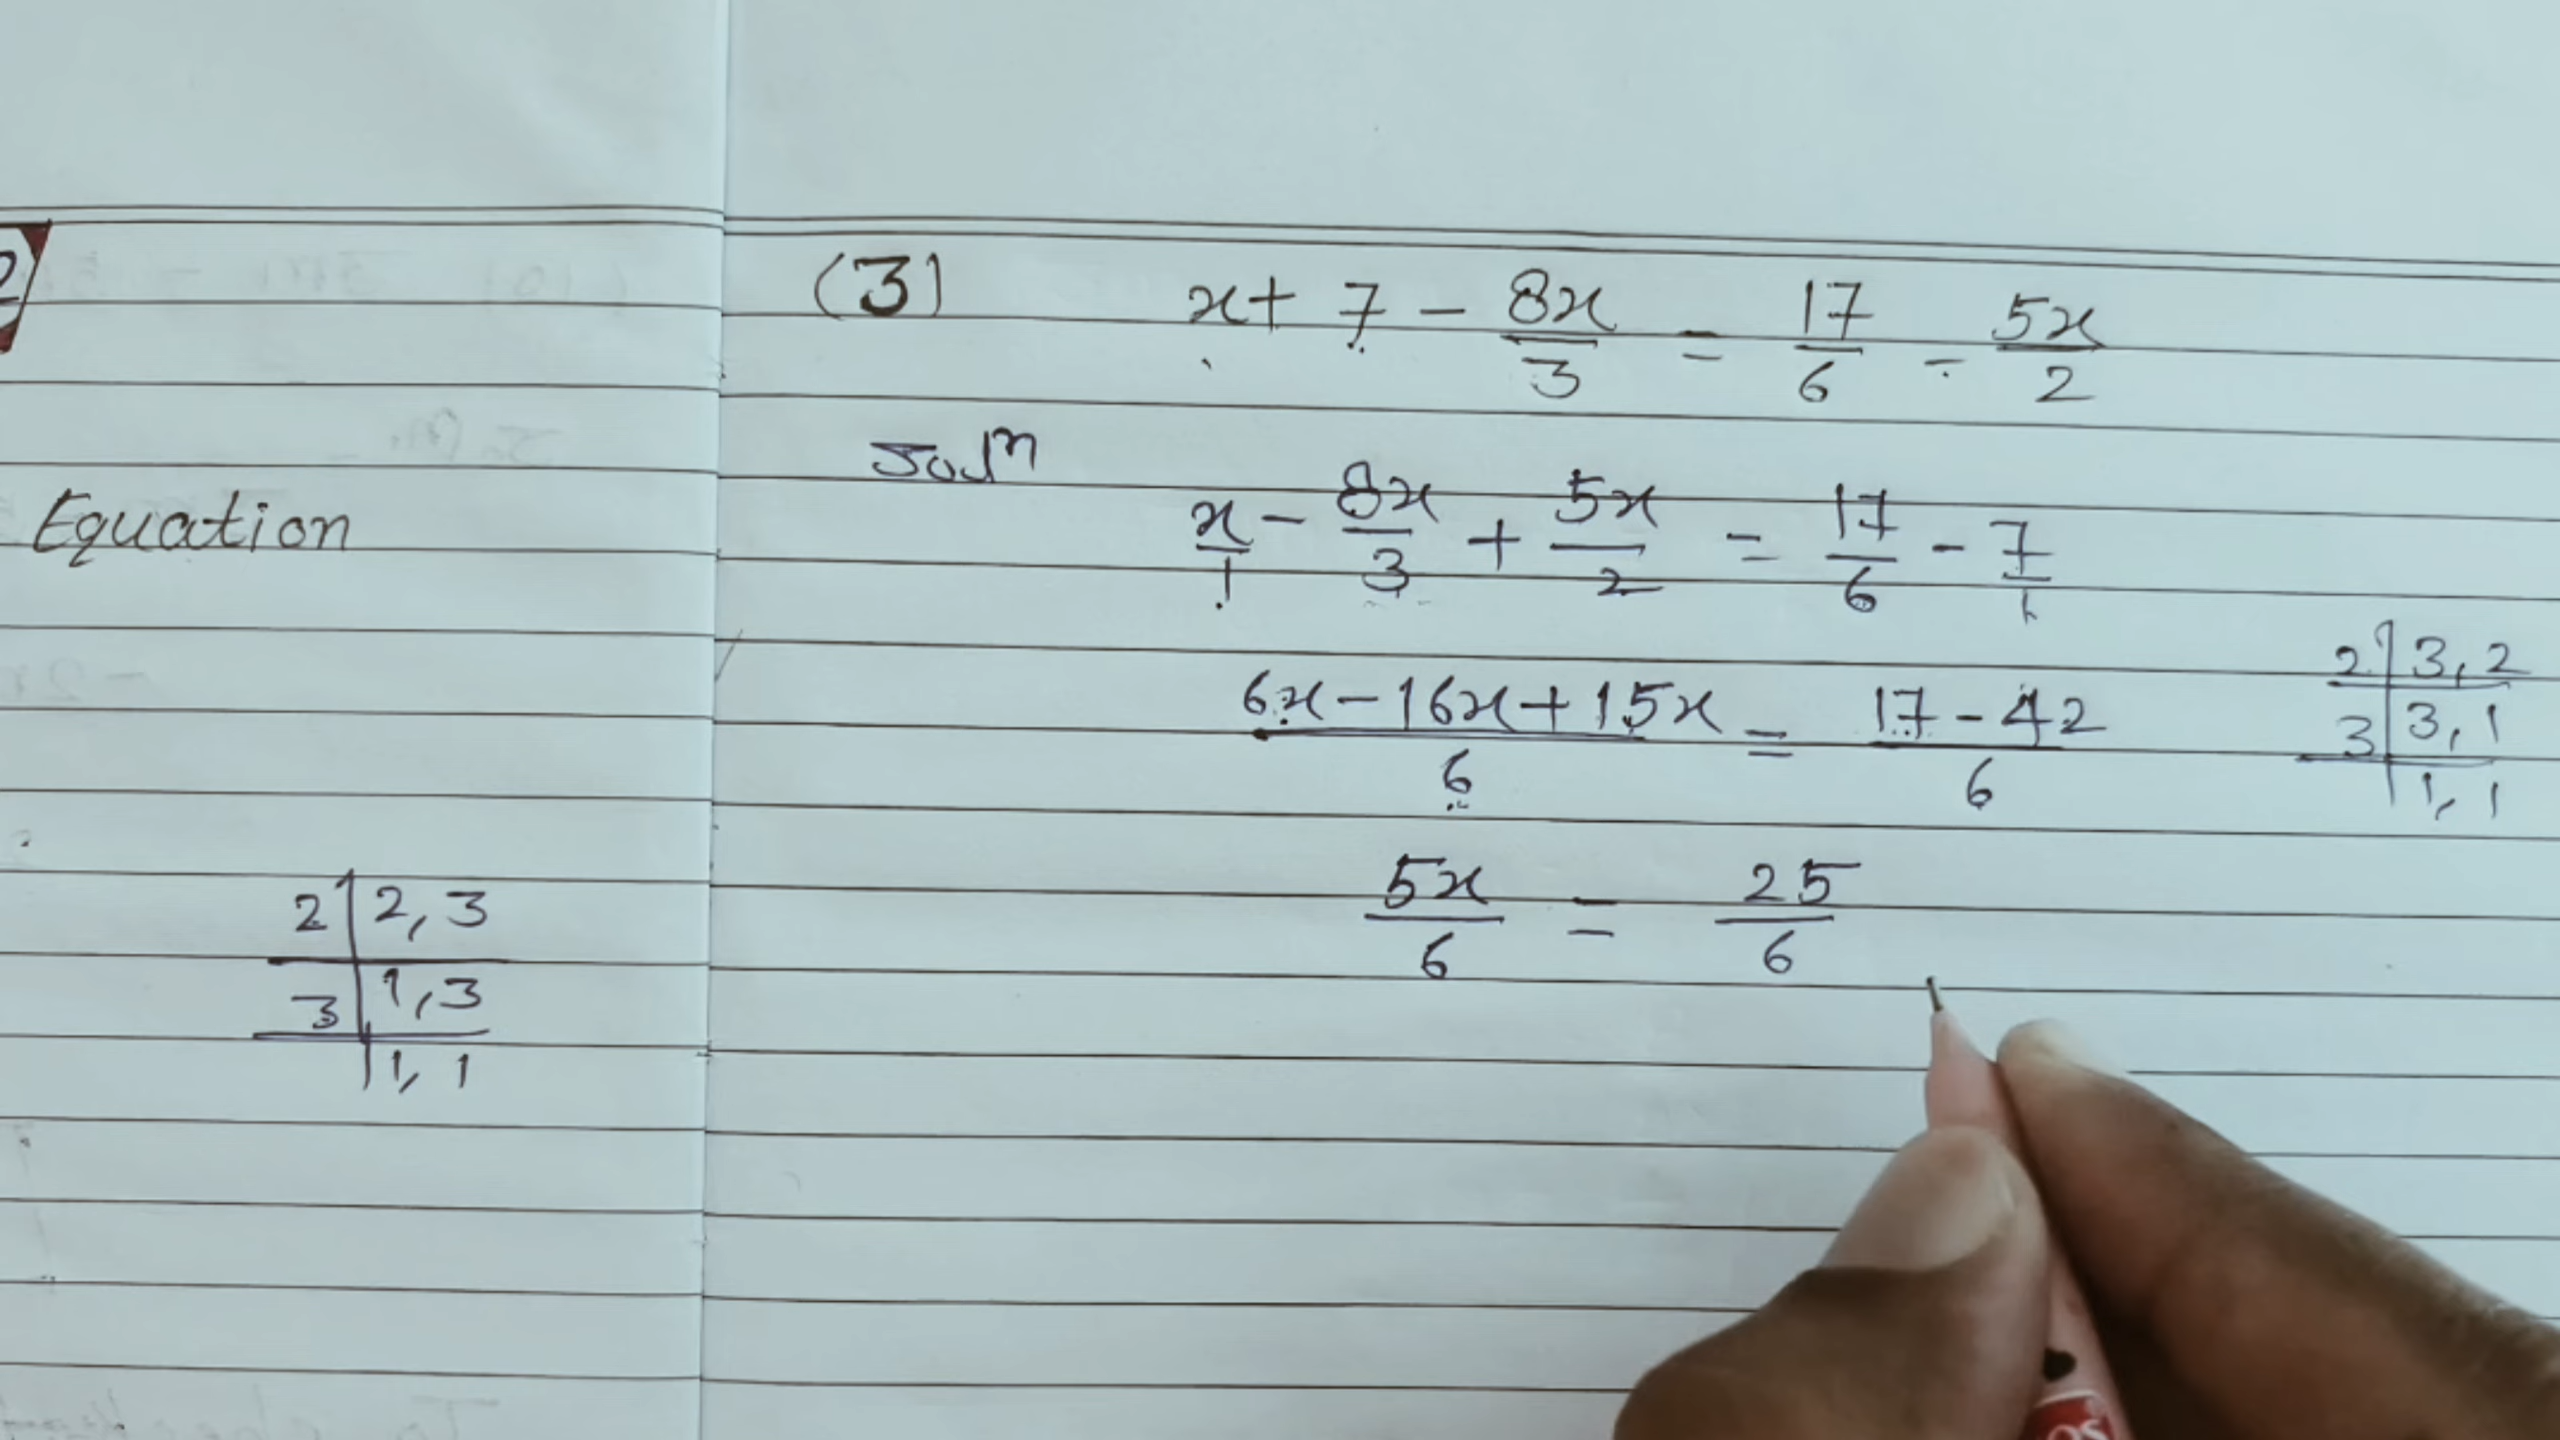 2
Equation
2 | 2, 3
3 | 1, 3
| 1, 1
(3) x + 7 - 8x/3 = 17/6 - 5x/2
Solⁿ
x/1 - 8x/3 + 5x/2 = 17/6 - 7/1
(6x - 16x + 15x)/6 = (17 - 42)/6
2 | 3, 2
3 | 3, 1
| 1, 1
5x/6 = 25/6